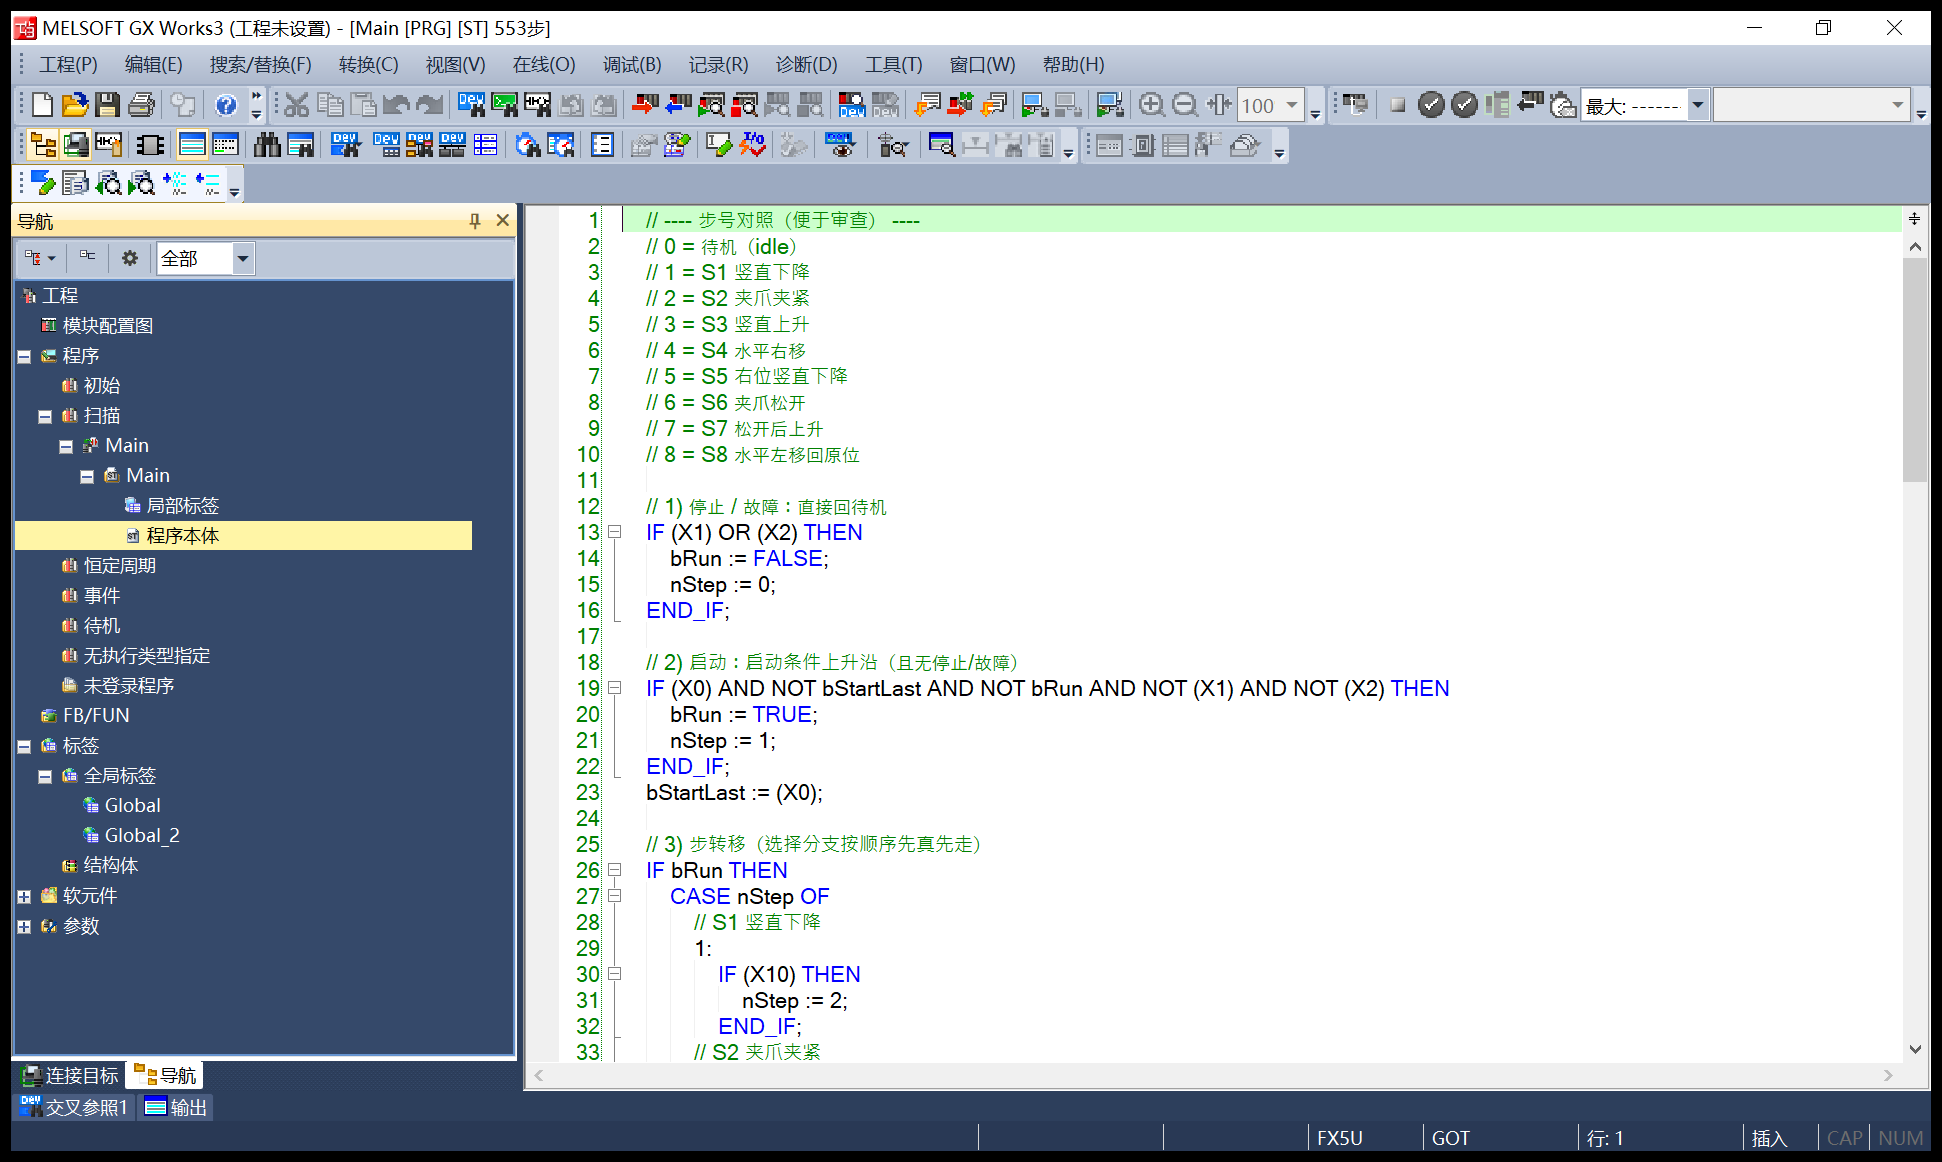 MELSOFT GX Works3 (工程未设置) - [Main [PRG] [ST] 553步]
工程(P) 编辑(E) 搜索/替换(F) 转换(C) 视图(V) 在线(O) 调试(B) 记录(R) 诊断(D) 工具(T) 窗口(W) 帮助(H)
100 最大: -------
导航
全部
工程
模块配置图
程序
初始
扫描
Main
Main
局部标签
程序本体
恒定周期
事件
待机
无执行类型指定
未登录程序
FB/FUN
标签
全局标签
Global
Global_2
结构体
软元件
参数
连接目标 导航
交叉参照1 输出
1 // ---- 步号对照（便于审查） ----
2 // 0 = 待机（idle）
3 // 1 = S1 竖直下降
4 // 2 = S2 夹爪夹紧
5 // 3 = S3 竖直上升
6 // 4 = S4 水平右移
7 // 5 = S5 右位竖直下降
8 // 6 = S6 夹爪松开
9 // 7 = S7 松开后上升
10 // 8 = S8 水平左移回原位
11
12 // 1) 停止 / 故障：直接回待机
13 IF (X1) OR (X2) THEN
14 bRun := FALSE;
15 nStep := 0;
16 END_IF;
17
18 // 2) 启动：启动条件上升沿（且无停止/故障）
19 IF (X0) AND NOT bStartLast AND NOT bRun AND NOT (X1) AND NOT (X2) THEN
20 bRun := TRUE;
21 nStep := 1;
22 END_IF;
23 bStartLast := (X0);
24
25 // 3) 步转移（选择分支按顺序先真先走）
26 IF bRun THEN
27 CASE nStep OF
28 // S1 竖直下降
29 1:
30 IF (X10) THEN
31 nStep := 2;
32 END_IF;
33 // S2 夹爪夹紧
FX5U GOT 行: 1 插入 CAP NUM